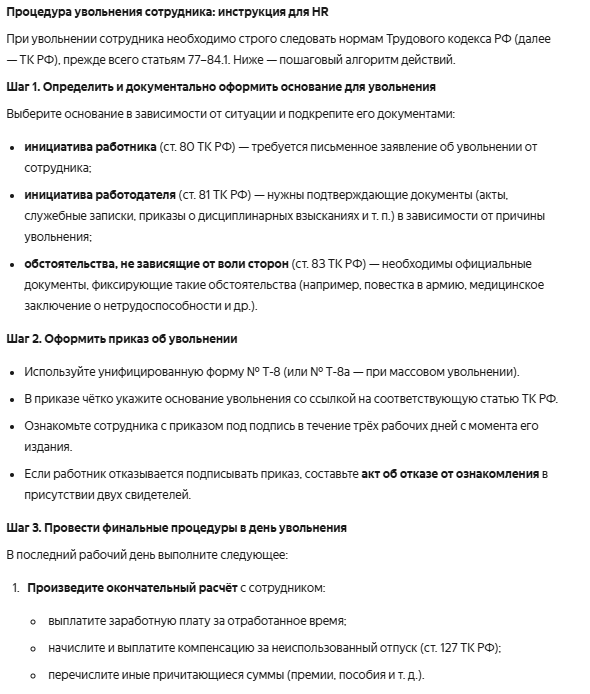 Процедура увольнения сотрудника: инструкция для HR
При увольнении сотрудника необходимо строго следовать нормам Трудового кодекса РФ (далее
— ТК РФ), прежде всего статьям 77–84.1. Ниже — пошаговый алгоритм действий.
Шаг 1. Определить и документально оформить основание для увольнения
Выберите основание в зависимости от ситуации и подкрепите его документами:
• инициатива работника (ст. 80 ТК РФ) — требуется письменное заявление об увольнении от
сотрудника;
• инициатива работодателя (ст. 81 ТК РФ) — нужны подтверждающие документы (акты,
служебные записки, приказы о дисциплинарных взысканиях и т. п.) в зависимости от причины
увольнения;
• обстоятельства, не зависящие от воли сторон (ст. 83 ТК РФ) — необходимы официальные
документы, фиксирующие такие обстоятельства (например, повестка в армию, медицинское
заключение о нетрудоспособности и др.).
Шаг 2. Оформить приказ об увольнении
• Используйте унифицированную форму № Т-8 (или № Т-8а — при массовом увольнении).
• В приказе чётко укажите основание увольнения со ссылкой на соответствующую статью ТК РФ.
• Ознакомьте сотрудника с приказом под подпись в течение трёх рабочих дней с момента его
издания.
• Если работник отказывается подписывать приказ, составьте акт об отказе от ознакомления в
присутствии двух свидетелей.
Шаг 3. Провести финальные процедуры в день увольнения
В последний рабочий день выполните следующее:
1. Произведите окончательный расчёт с сотрудником:
◦ выплатите заработную плату за отработанное время;
◦ начислите и выплатите компенсацию за неиспользованный отпуск (ст. 127 ТК РФ);
◦ перечислите иные причитающиеся суммы (премии, пособия и т. д.).